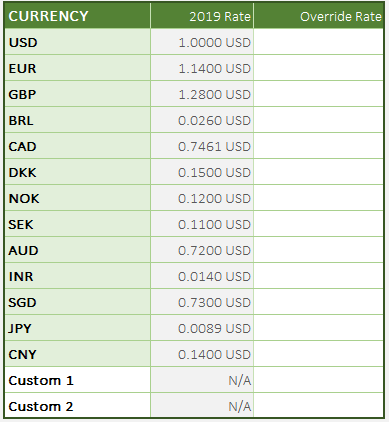 CURRENCY 2019 Rate Override Rate
USD 1.0000 USD
EUR 1.1400 USD
GBP 1.2800 USD
BRL 0.0260 USD
CAD 0.7461 USD
DKK 0.1500 USD
NOK 0.1200 USD
SEK 0.1100 USD
AUD 0.7200 USD
INR 0.0140 USD
SGD 0.7300 USD
JPY 0.0089 USD
CNY 0.1400 USD
Custom 1 N/A
Custom 2 N/A